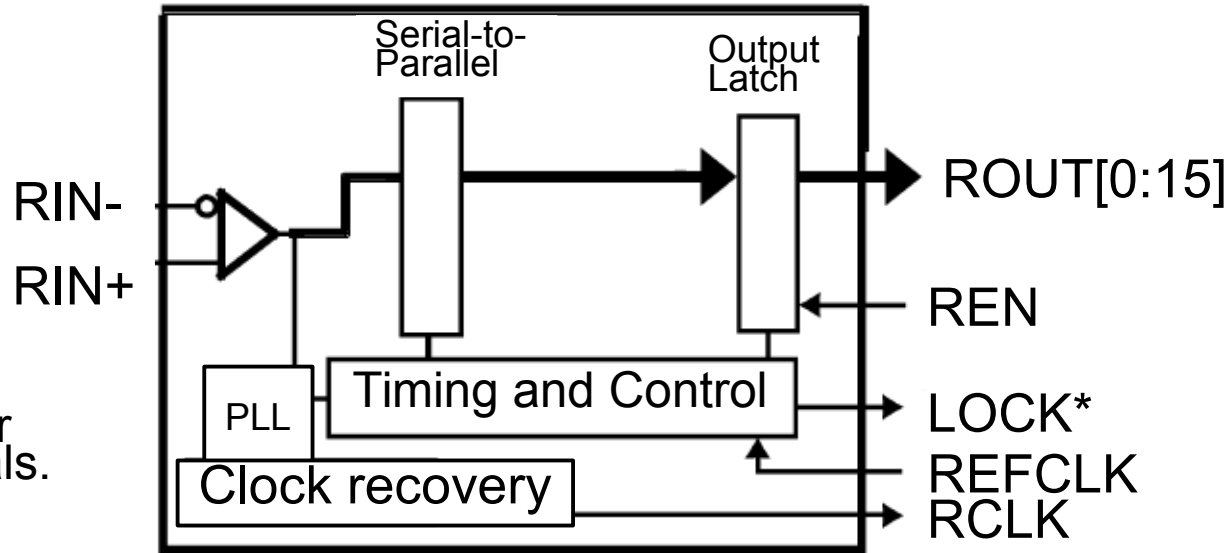 Serial-to-
Parallel
Output
Latch
RIN-
RIN+
ROUT[0:15]
REN
Timing and Control
PLL
LOCK*
REFCLK
RCLK
Clock recovery